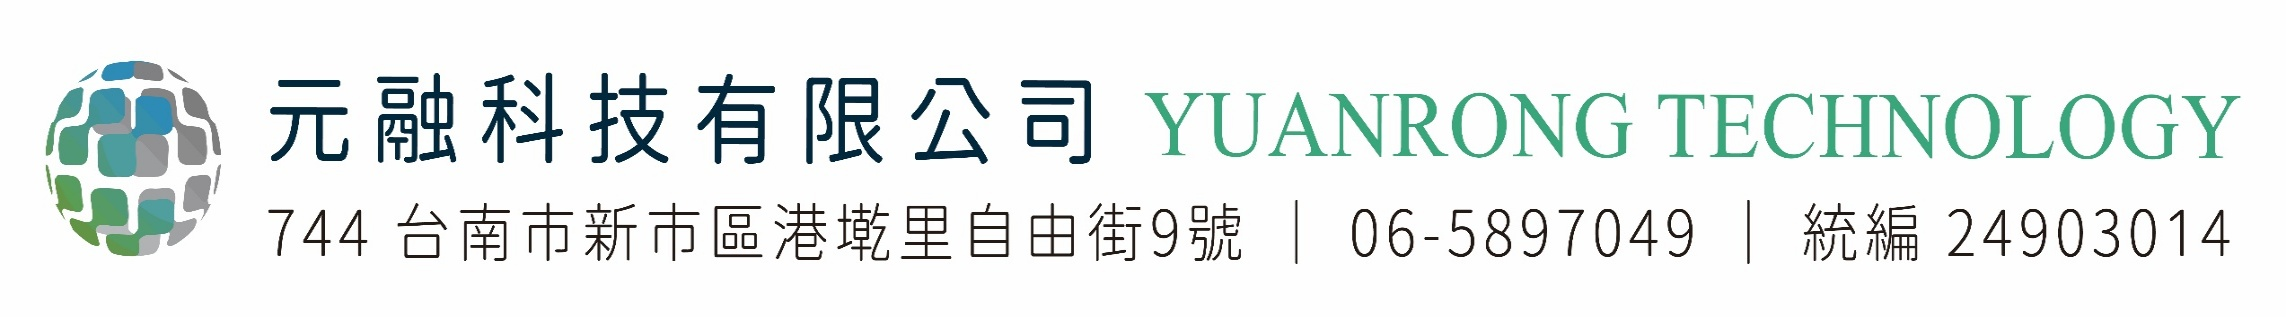 元融科技有限公司 YUANRONG TECHNOLOGY
744 台南市新市區港墘里自由街9號 ｜ 06-5897049 ｜ 統編 24903014